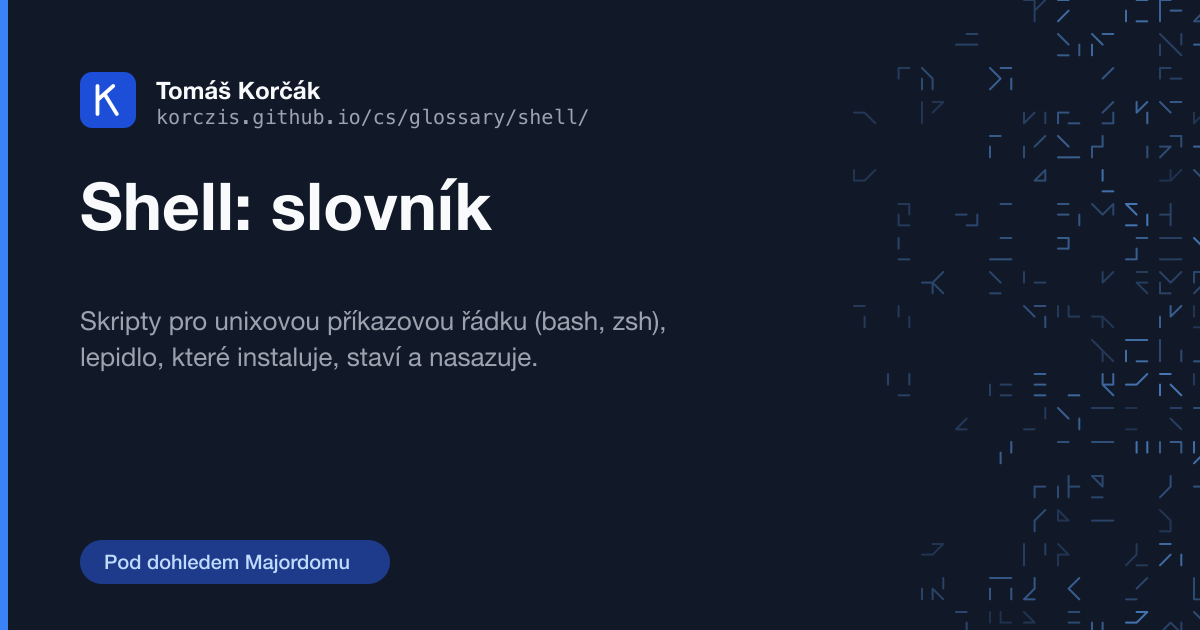 Tomáš Korčák
korczis.github.io/cs/glossary/shell/
Shell: slovník
Skripty pro unixovou příkazovou řádku (bash, zsh),
lepidlo, které instaluje, staví a nasazuje.
Pod dohledem Majordomu